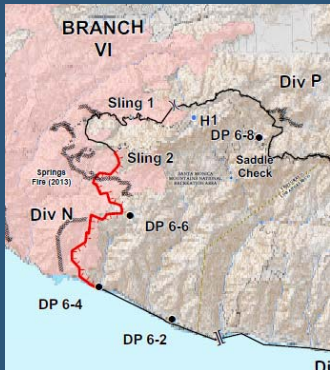 BRANCH
VI
Div P
Sling 1
H1
DP 6-8
Saddle
Check
Sling 2
SANTA MONICA
MOUNTAINS NATIONAL
RECREATION AREA
Springs
Fire (2013)
Div N
DP 6-6
DP 6-4
DP 6-2
Di